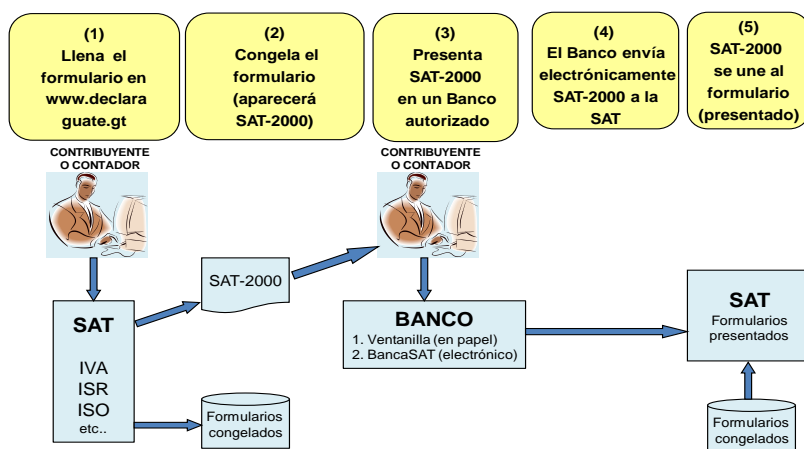 (1)
Llena el
formulario en
www.declara
guate.gt
(2)
Congela el
formulario
(aparecerá
SAT-2000)
(3)
Presenta
SAT-2000
en un Banco
autorizado
(4)
El Banco envía
electrónicamente
SAT-2000 a la
SAT
(5)
SAT-2000
se une al
formulario
(presentado)
CONTRIBUYENTE
O CONTADOR
CONTRIBUYENTE
O CONTADOR
SAT-2000
SAT
IVA
ISR
ISO
etc..
BANCO
1. Ventanilla (en papel)
2. BancaSAT (electrónico)
SAT
Formularios
presentados
Formularios
congelados
Formularios
congelados